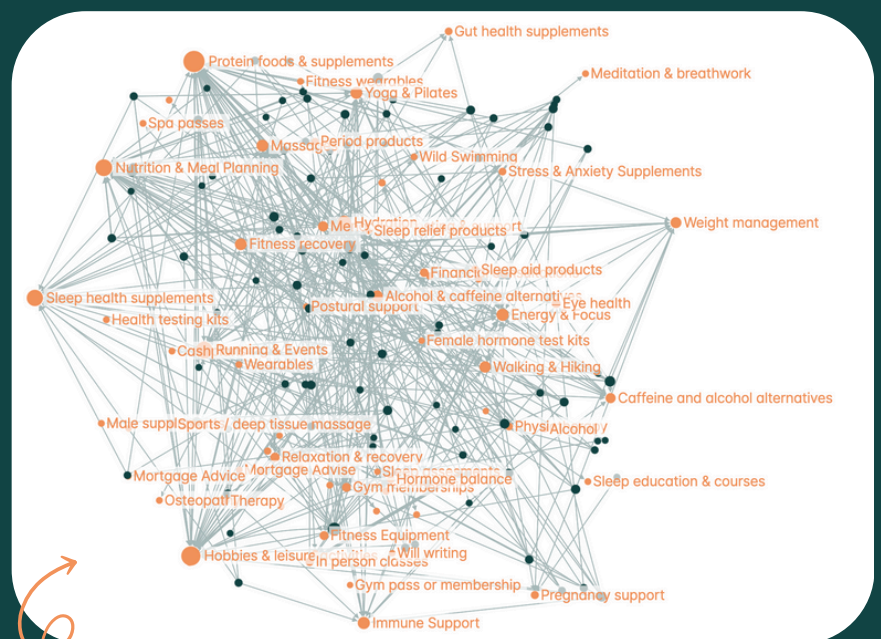 Gut health supplements
Protein foods & supplements
Meditation & breathwork
Fitness wearables
Yoga & Pilates
Spa passes
Period products
Wild Swimming
Nutrition & Meal Planning
Stress & Anxiety Supplements
Weight management
Sleep relief products
Fitness recovery
Sleep aid products
Sleep health supplements
Alcohol & caffeine alternatives
Eye health
Postural support
Energy & Focus
Health testing kits
Female hormone test kits
Running & Events
Wearables
Walking & Hiking
Caffeine and alcohol alternatives
Sports / deep tissue massage
Alcohol
Relaxation & recovery
Mortgage Advice
Mortgage Advise
Hormone balance
Sleep education & courses
Gym memberships
Therapy
Fitness Equipment
Hobbies & leisure
Will writing
In person classes
Gym pass or membership
Pregnancy support
Immune Support